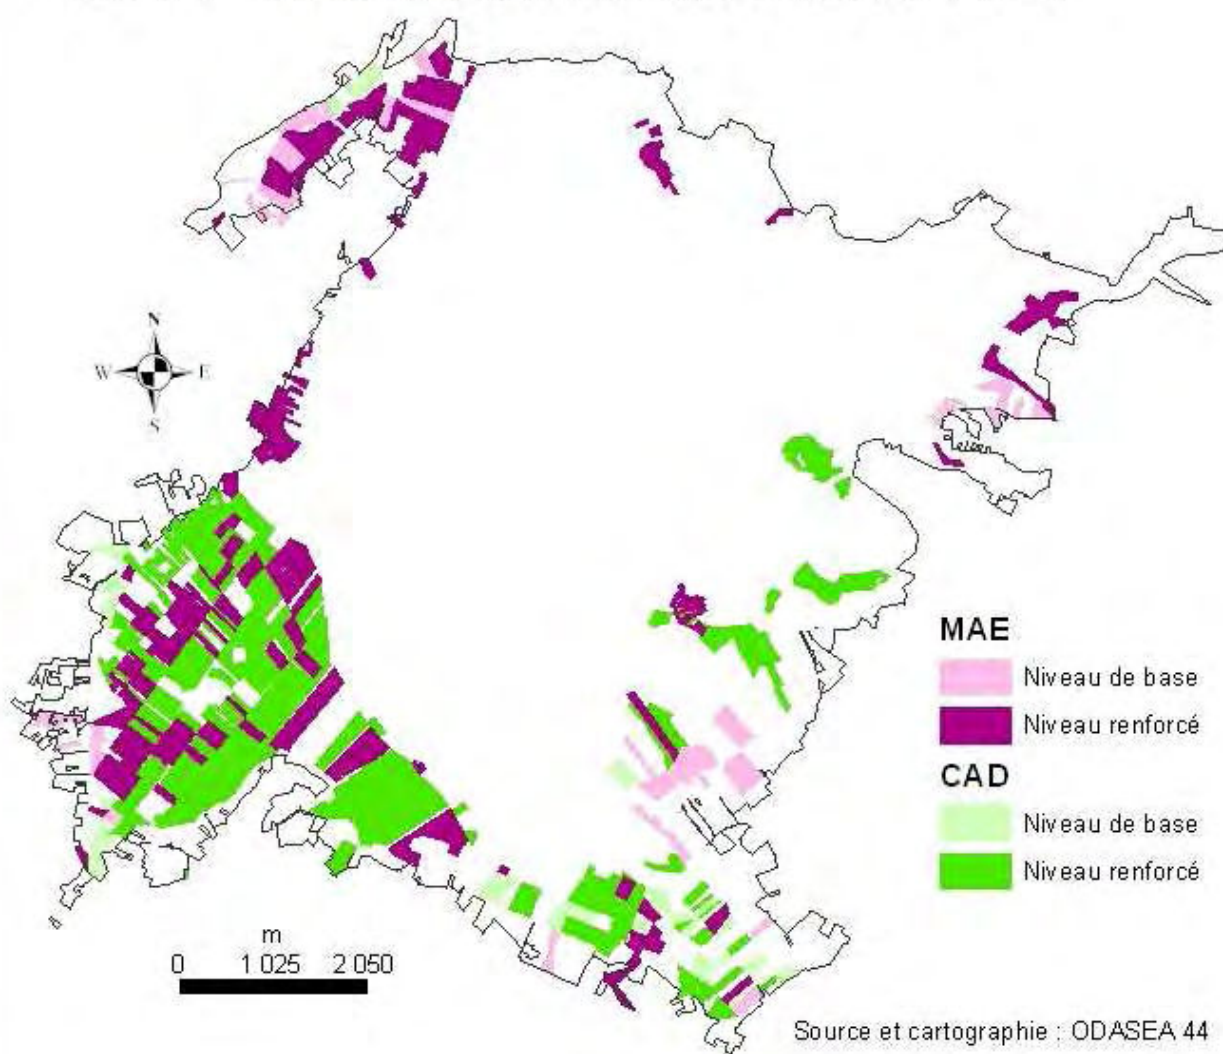 N
W E
S
MAE
Niveau de base
Niveau renforcé
CAD
Niveau de base
Niveau renforcé
m
0 1 025 2 050
Source et cartographie : ODASEA 44